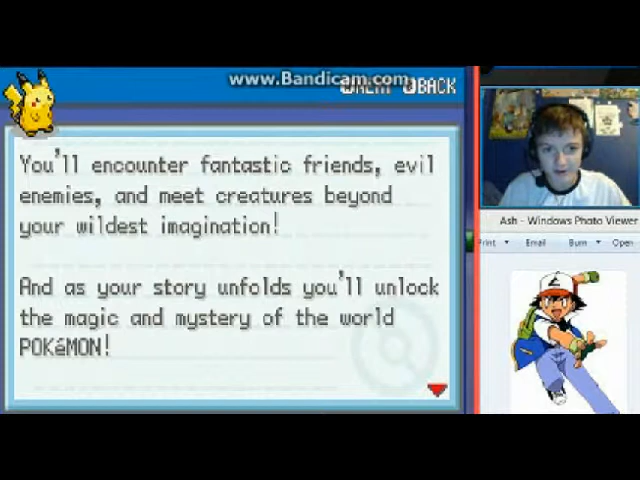 www.Bandicam.com
NEXT BACK
You'll encounter fantastic friends, evil
enemies, and meet creatures beyond
your wildest imagination!
And as your story unfolds you'll unlock
the magic and mystery of the world
POKéMON!
Ash - Windows Photo Viewer
Print Email Burn Open